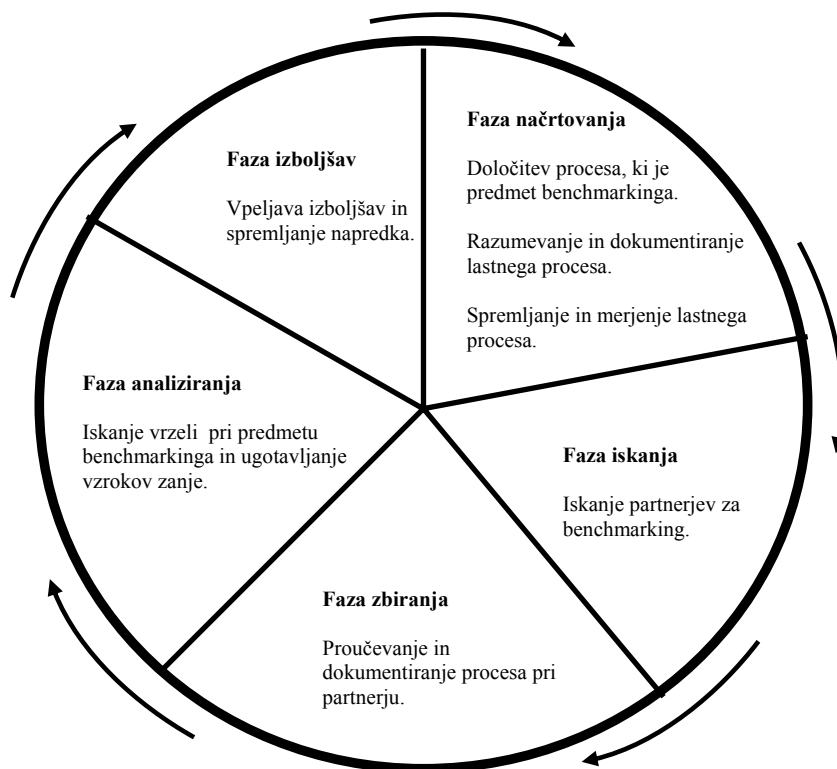 Faza načrtovanja
Določitev procesa, ki je
predmet benchmarkinga.
Razumevanje in dokumentiranje
lastnega procesa.
Spremljanje in merjenje lastnega
procesa.
Faza iskanja
Iskanje partnerjev za
benchmarking.
Faza zbiranja
Proučevanje in
dokumentiranje procesa pri
partnerju.
Faza analiziranja
Iskanje vrzeli  pri predmetu
benchmarkinga in ugotavljanje
vzrokov zanje.
Faza izboljšav
Vpeljava izboljšav in
spremljanje napredka.